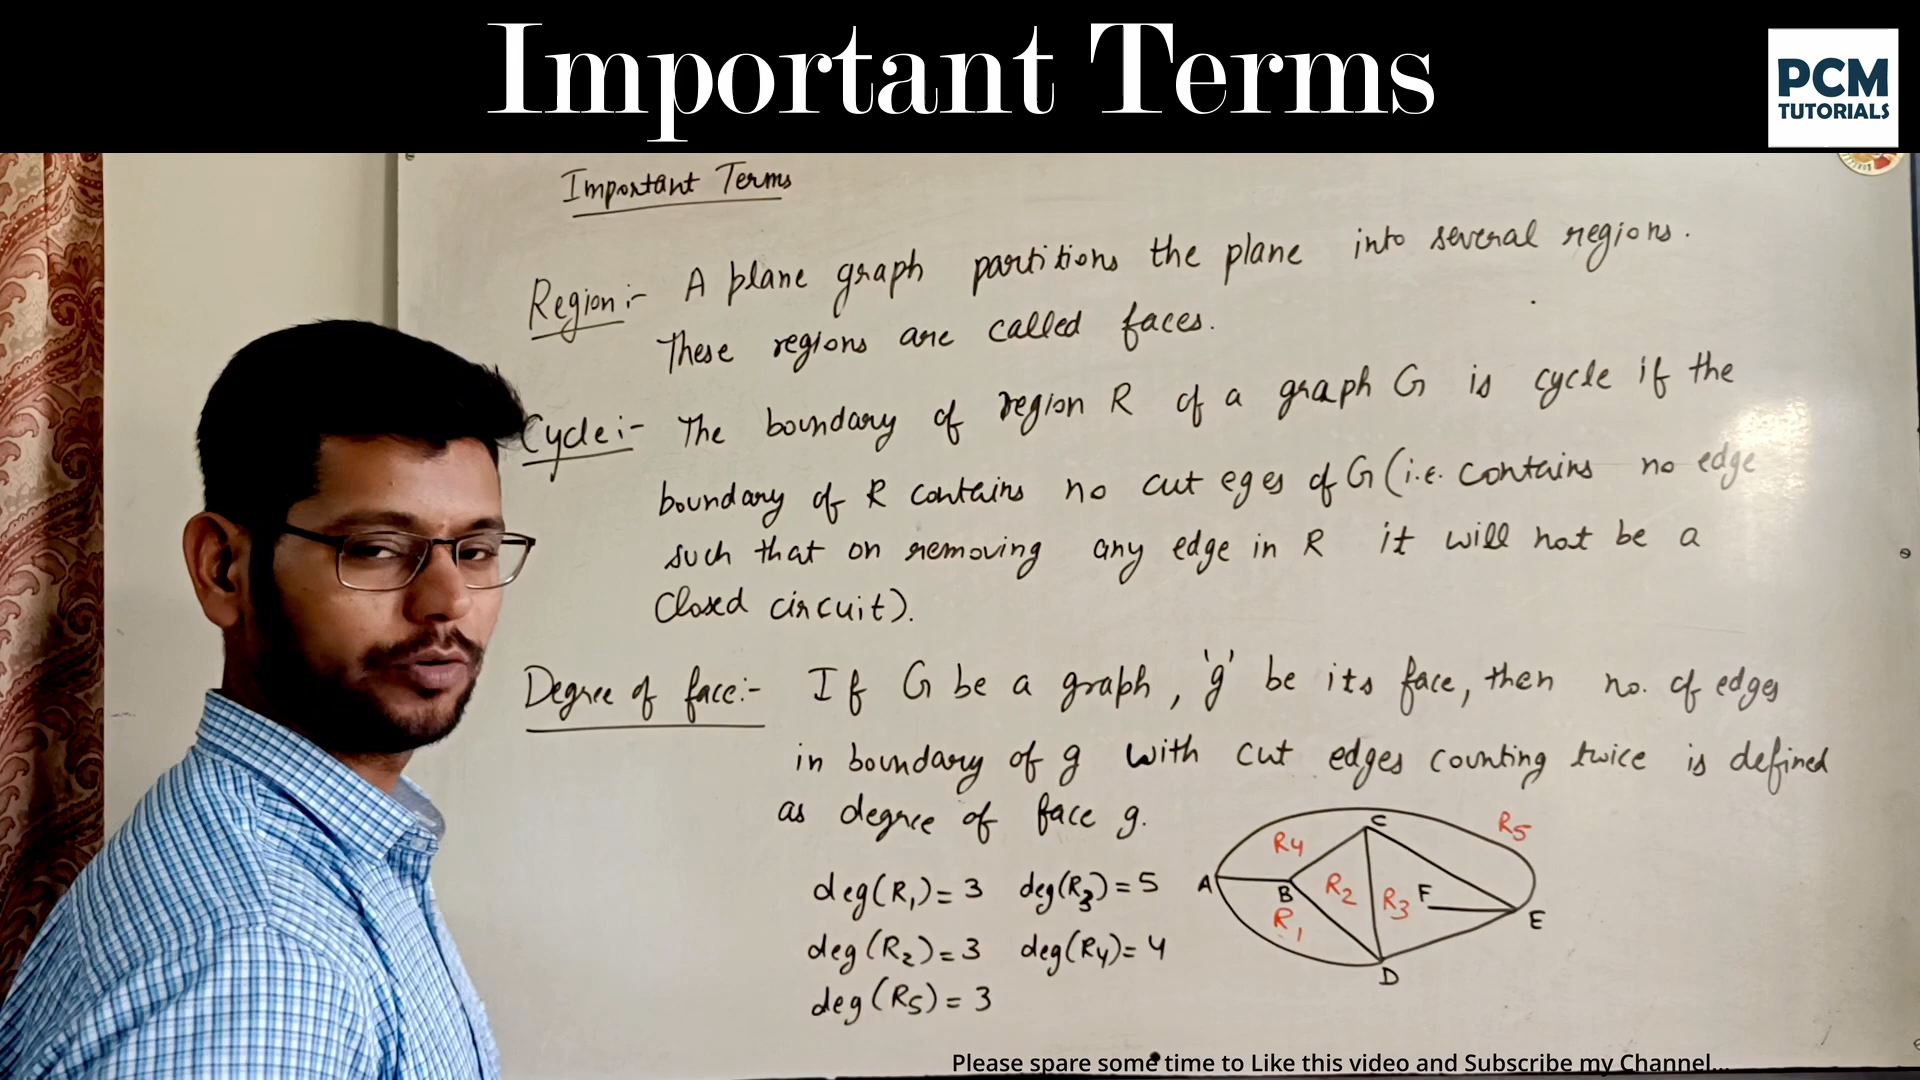 Important Terms
PCM
TUTORIALS
Important Terms
Region:- A plane graph partitions the plane into several regions.
These regions are called faces.
Cycle:- The boundary of region R of a graph G is cycle if the
boundary of R contains no cut eges of G (i.e. contains no edge
such that on removing any edge in R it will not be a
closed circuit).
Degree of face:- If G be a graph, 'g' be its face, then no. of edges
in boundary of g with cut edges counting twice is defined
as degree of face g.
deg(R1)= 3 deg(R3)= 5
deg(R2)= 3 deg(R4)= 4
deg(R5)= 3
C
R5
R4
A
B
R2
R3
F
R1
E
D
Please spare some time to Like this video and Subscribe my Channel...